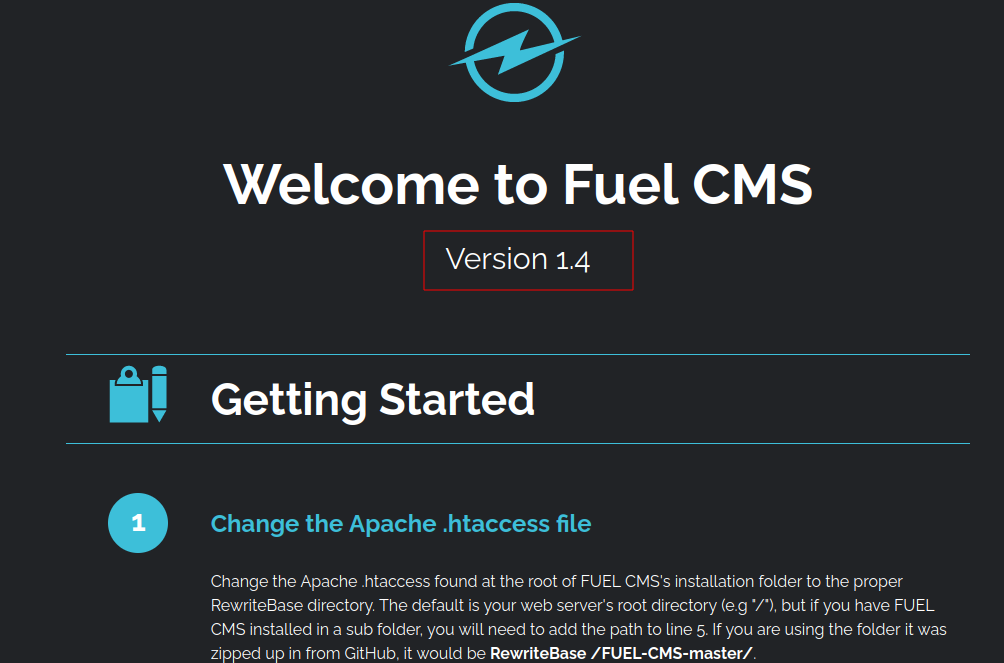 Welcome to Fuel CMS
Version 1.4
Getting Started
1
Change the Apache .htaccess file
Change the Apache .htaccess found at the root of FUEL CMS's installation folder to the proper
RewriteBase directory. The default is your web server's root directory (e.g "/"), but if you have FUEL
CMS installed in a sub folder, you will need to add the path to line 5. If you are using the folder it was
zipped up in from GitHub, it would be RewriteBase /FUEL-CMS-master/.